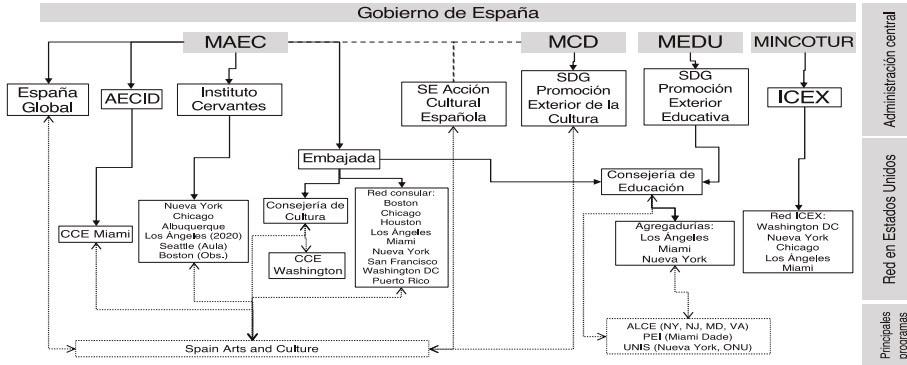 Gobierno de España
MAEC
MCD
MEDU
MINCOTUR
España
Global
AECID
Instituto
Cervantes
SE Acción
Cultural
Española
SDG
Promoción
Exterior de la
Cultura
SDG
Promoción
Exterior
Educativa
ICEX
Administración central
Embajada
Consejería de
Educación
CCE Miami
Nueva York
Chicago
Albuquerque
Los Ángeles (2020)
Seattle (Aula)
Boston (Obs.)
Consejería de
Cultura
CCE
Washington
Red consular:
Boston
Chicago
Houston
Los Ángeles
Miami
Nueva York
San Francisco
Washington DC
Puerto Rico
Agregadurías:
Los Ángeles
Miami
Nueva York
Red ICEX:
Washington DC
Nueva York
Chicago
Los Ángeles
Miami
Red en Estados Unidos
Spain Arts and Culture
ALCE (NY, NJ, MD, VA)
PEI (Miami Dade)
UNIS (Nueva York, ONU)
Principales
programas